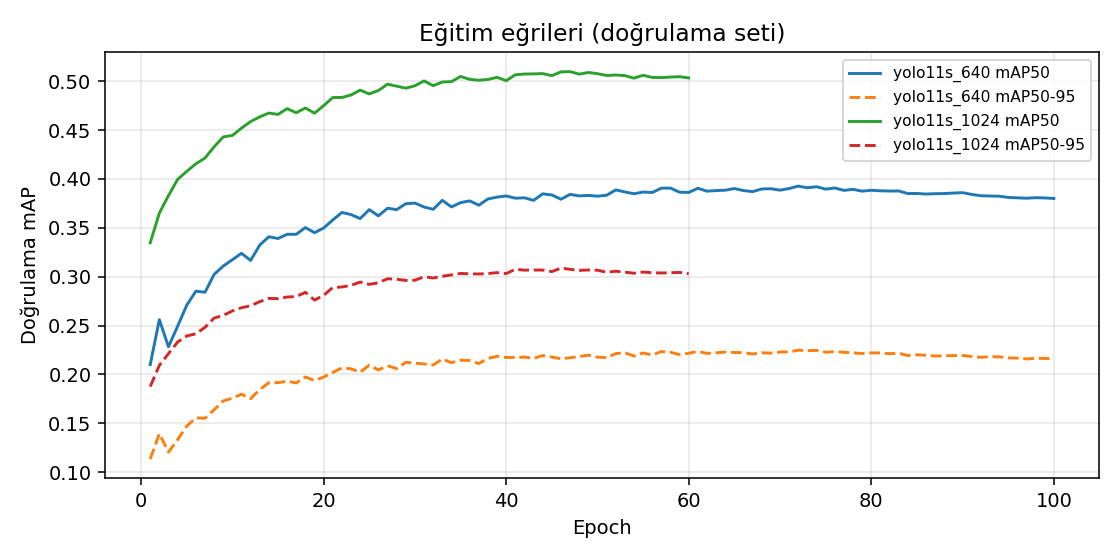 Eğitim eğrileri (doğrulama seti)
yolo11s_640 mAP50
yolo11s_640 mAP50-95
yolo11s_1024 mAP50
yolo11s_1024 mAP50-95
Doğrulama mAP
0.50
0.45
0.40
0.35
0.30
0.25
0.20
0.15
0.10
0 20 40 60 80 100
Epoch